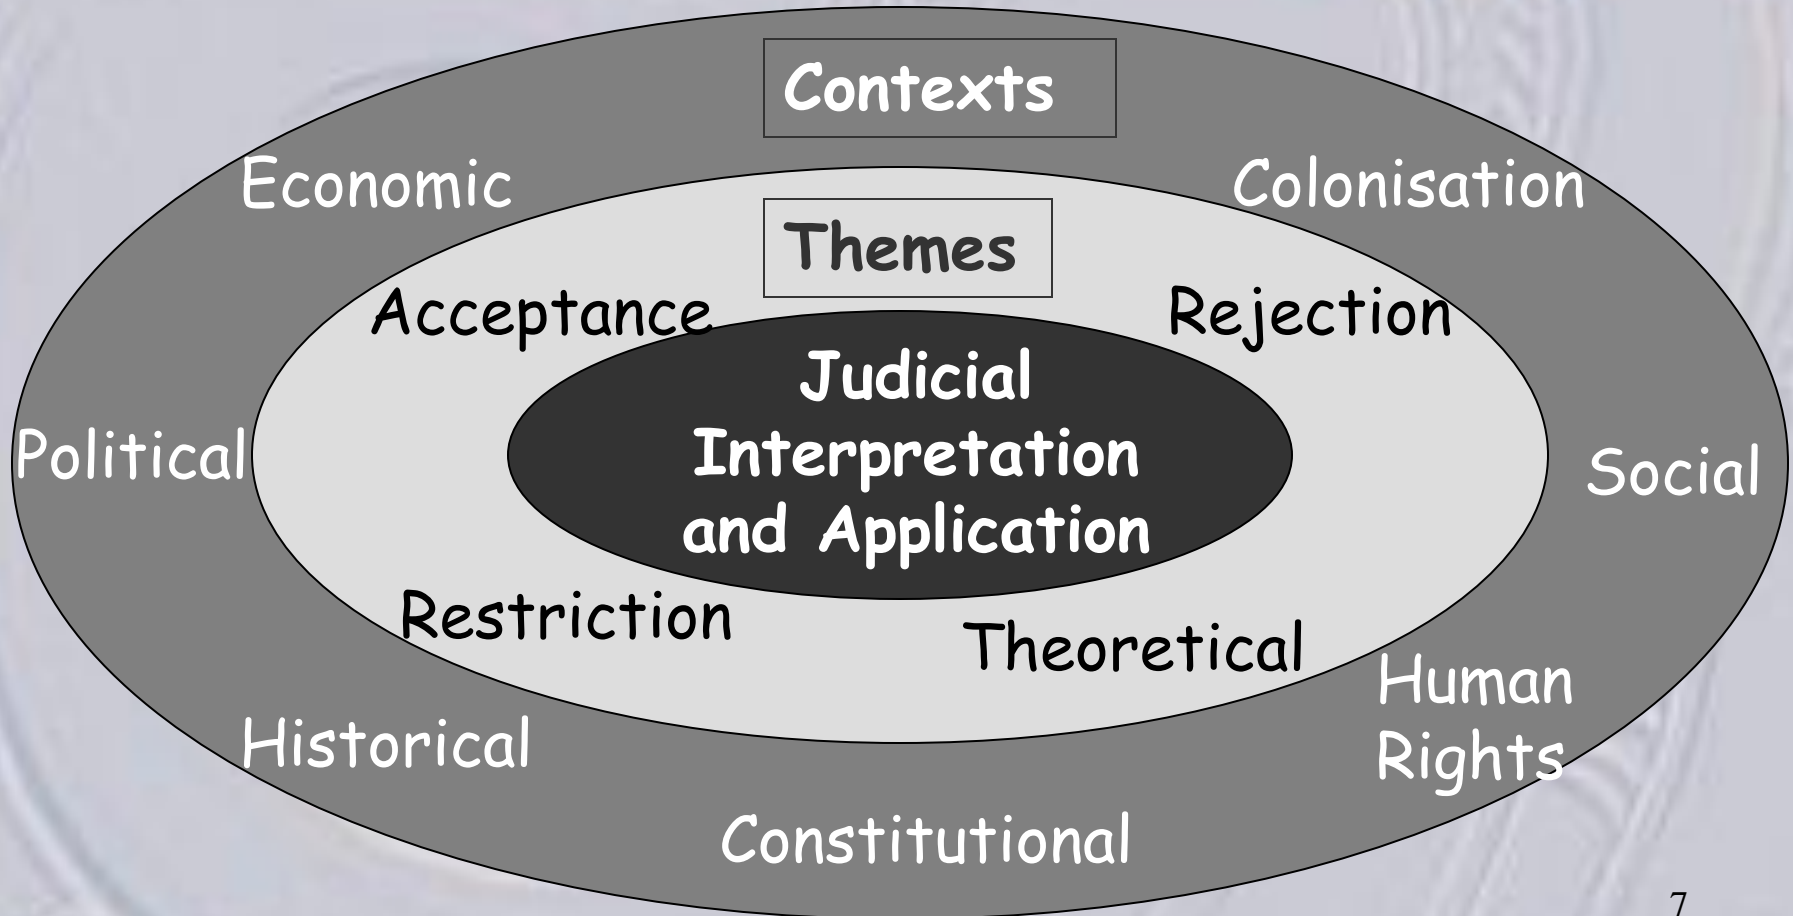 Contexts
Economic
Colonisation
Themes
Acceptance
Rejection
Judicial
Interpretation
and Application
Political
Social
Restriction
Theoretical
Human
Rights
Historical
Constitutional
7